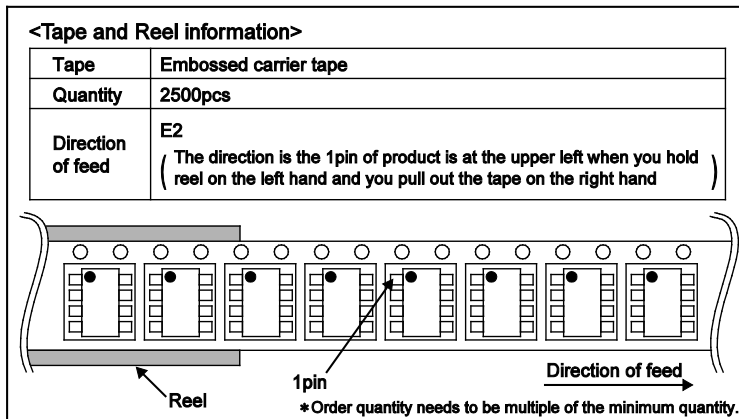 <Tape and Reel information>
Tape Embossed carrier tape
Quantity 2500pcs
Direction of feed E2
( The direction is the 1pin of product is at the upper left when you hold
reel on the left hand and you pull out the tape on the right hand )
1pin
Direction of feed
Reel
*Order quantity needs to be multiple of the minimum quantity.